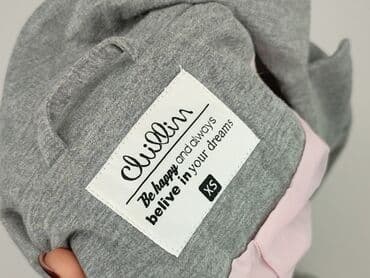 Chillin
Be happy and always
belive in your dreams
XS